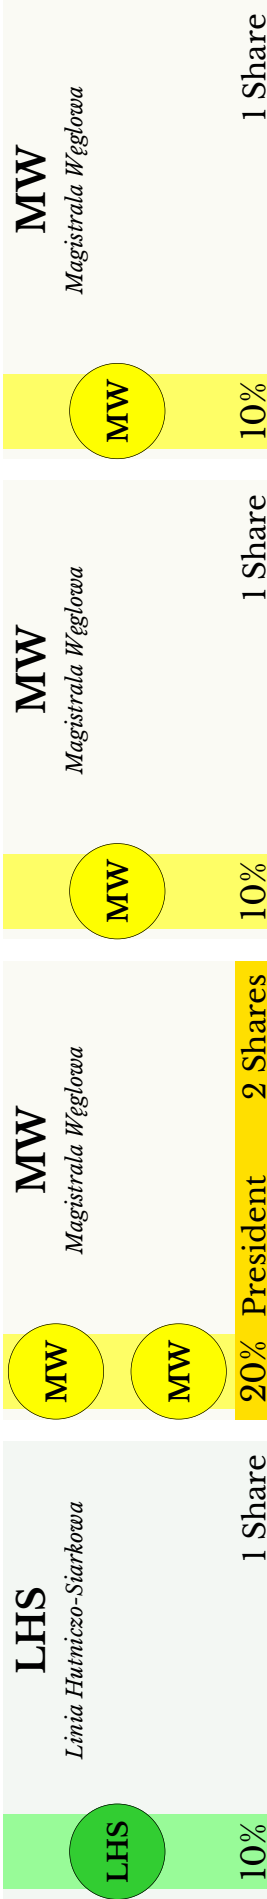 MW
Magistrala Węglowa
MW
10%
1 Share
MW
Magistrala Węglowa
MW
10%
1 Share
MW
Magistrala Węglowa
MW
MW
20% President 2 Shares
LHS
Linia Hutniczo-Siarkowa
LHS
10%
1 Share